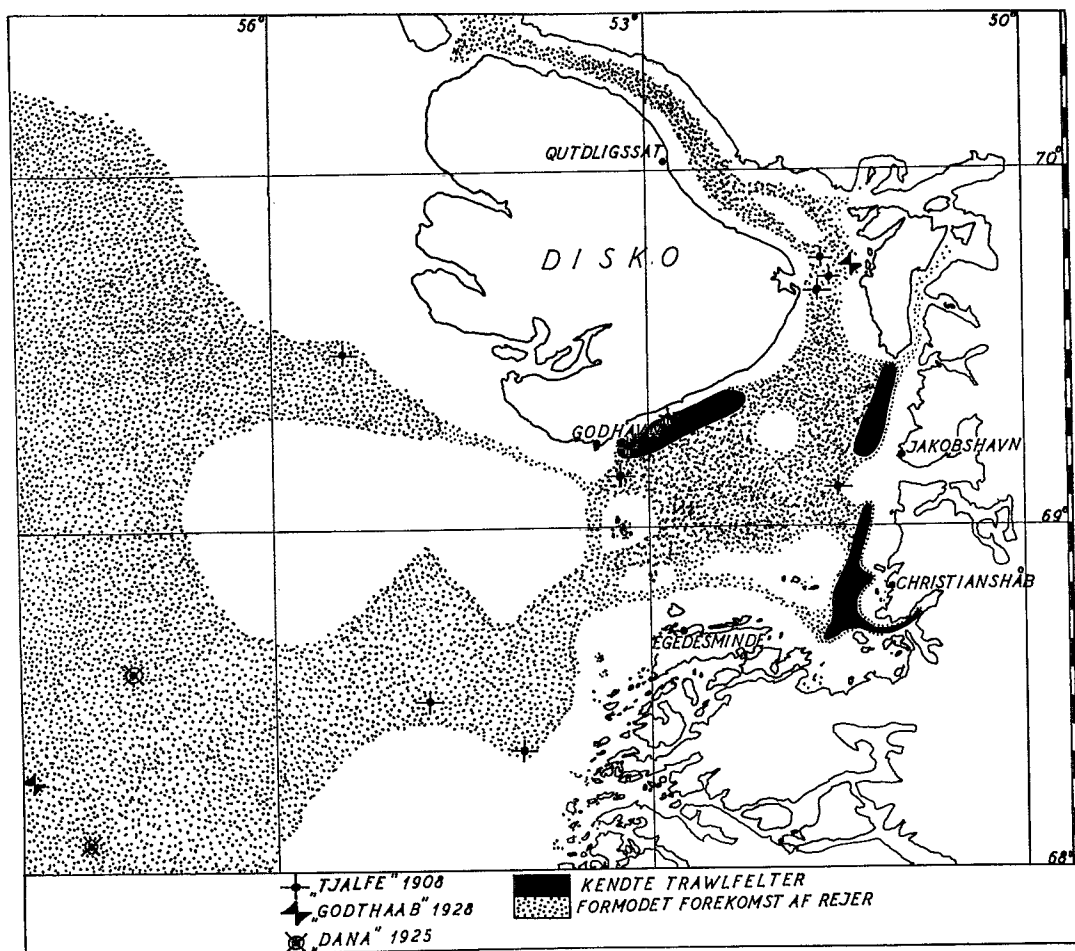 56°
53°
50°
QUTDLIGSSAT
70°
DISKO
GODHAVN
JAKOBSHAVN
69°
CHRISTIANSHÅB
EGEDESMINDE
68°
„TJALFE" 1908
„GODTHAAB" 1928
„DANA" 1925
KENDTE TRAWLFELTER
FORMODET FOREKOMST AF REJER